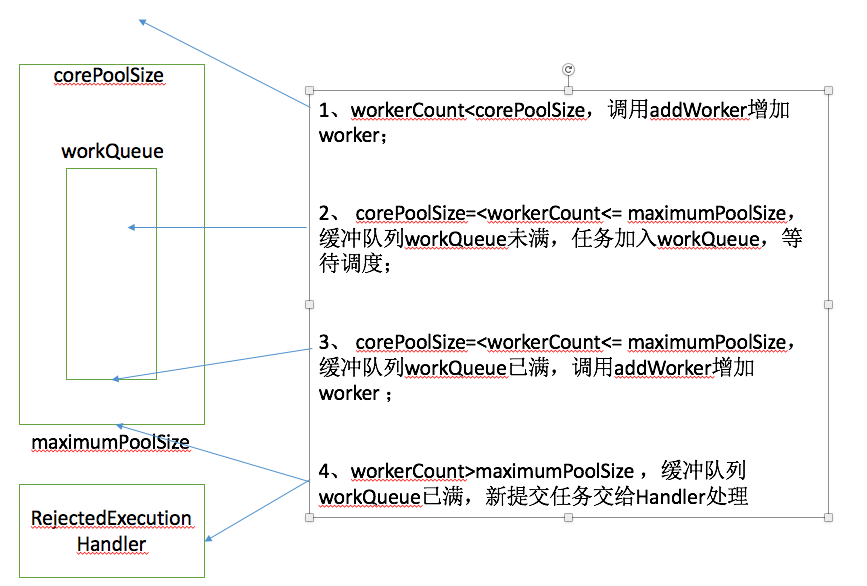 corePoolSize
workQueue
maximumPoolSize
RejectedExecution
Handler
1、workerCount<corePoolSize，调用addWorker增加
worker；
2、 corePoolSize=<workerCount<= maximumPoolSize，
缓冲队列workQueue未满，任务加入workQueue，等
待调度；
3、 corePoolSize=<workerCount<= maximumPoolSize，
缓冲队列workQueue已满，调用addWorker增加
worker ；
4、workerCount>maximumPoolSize ，缓冲队列
workQueue已满，新提交任务交给Handler处理